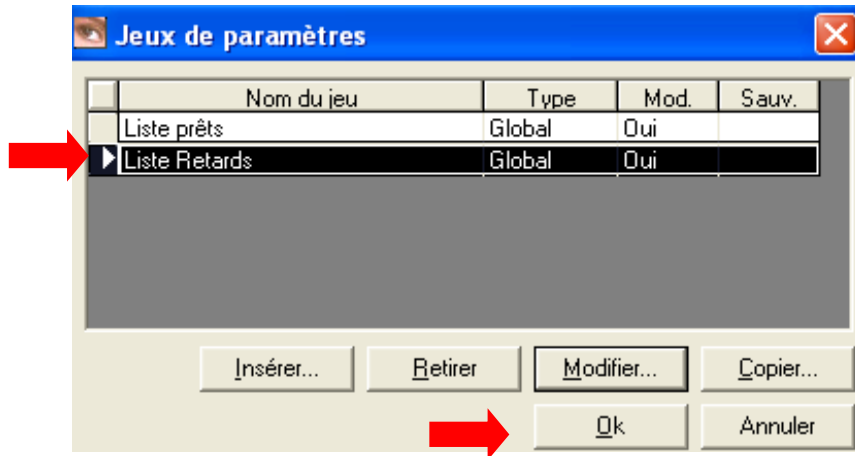 Jeux de paramètres
Nom du jeu Type Mod. Sauv.
Liste prêts Global Oui
Liste Retards Global Oui
Insérer... Retirer Modifier... Copier...
Ok Annuler